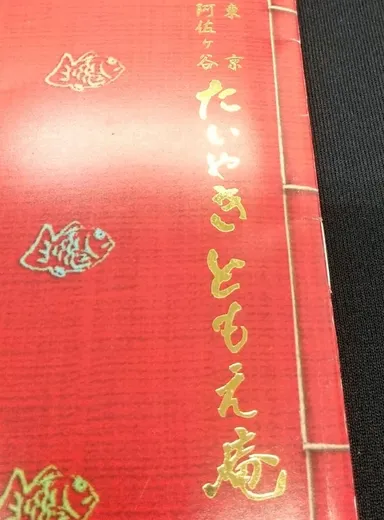 東京
阿佐ヶ谷
たいやき ともえ庵